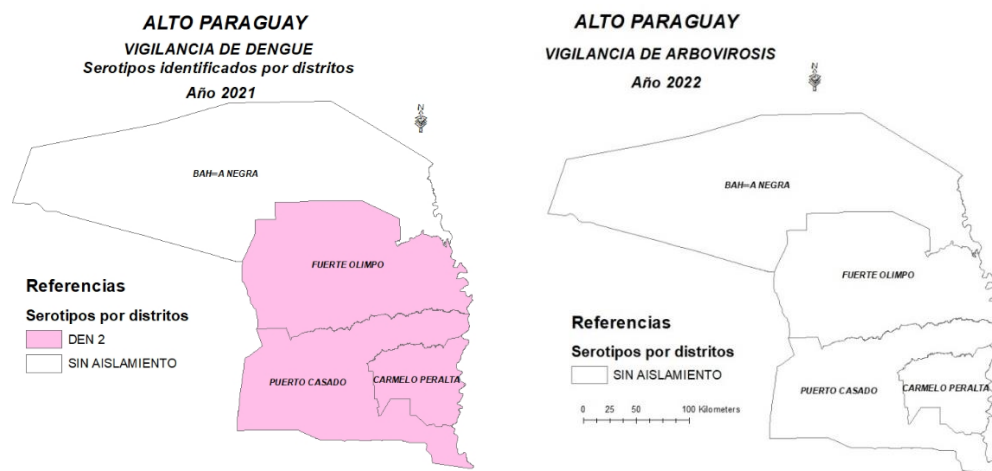 ALTO PARAGUAY
VIGILANCIA DE DENGUE
Serotipos identificados por distritos
Año 2021
N
BAH=A NEGRA
FUERTE OLIMPO
PUERTO CASADO
CARMELO PERALTA
Referencias
Serotipos por distritos
DEN 2
SIN AISLAMIENTO
ALTO PARAGUAY
VIGILANCIA DE ARBOVIROSIS
Año 2022
N
BAH=A NEGRA
FUERTE OLIMPO
PUERTO CASADO
CARMELO PERALTA
Referencias
Serotipos por distritos
SIN AISLAMIENTO
0 25 50 100 Kilometers